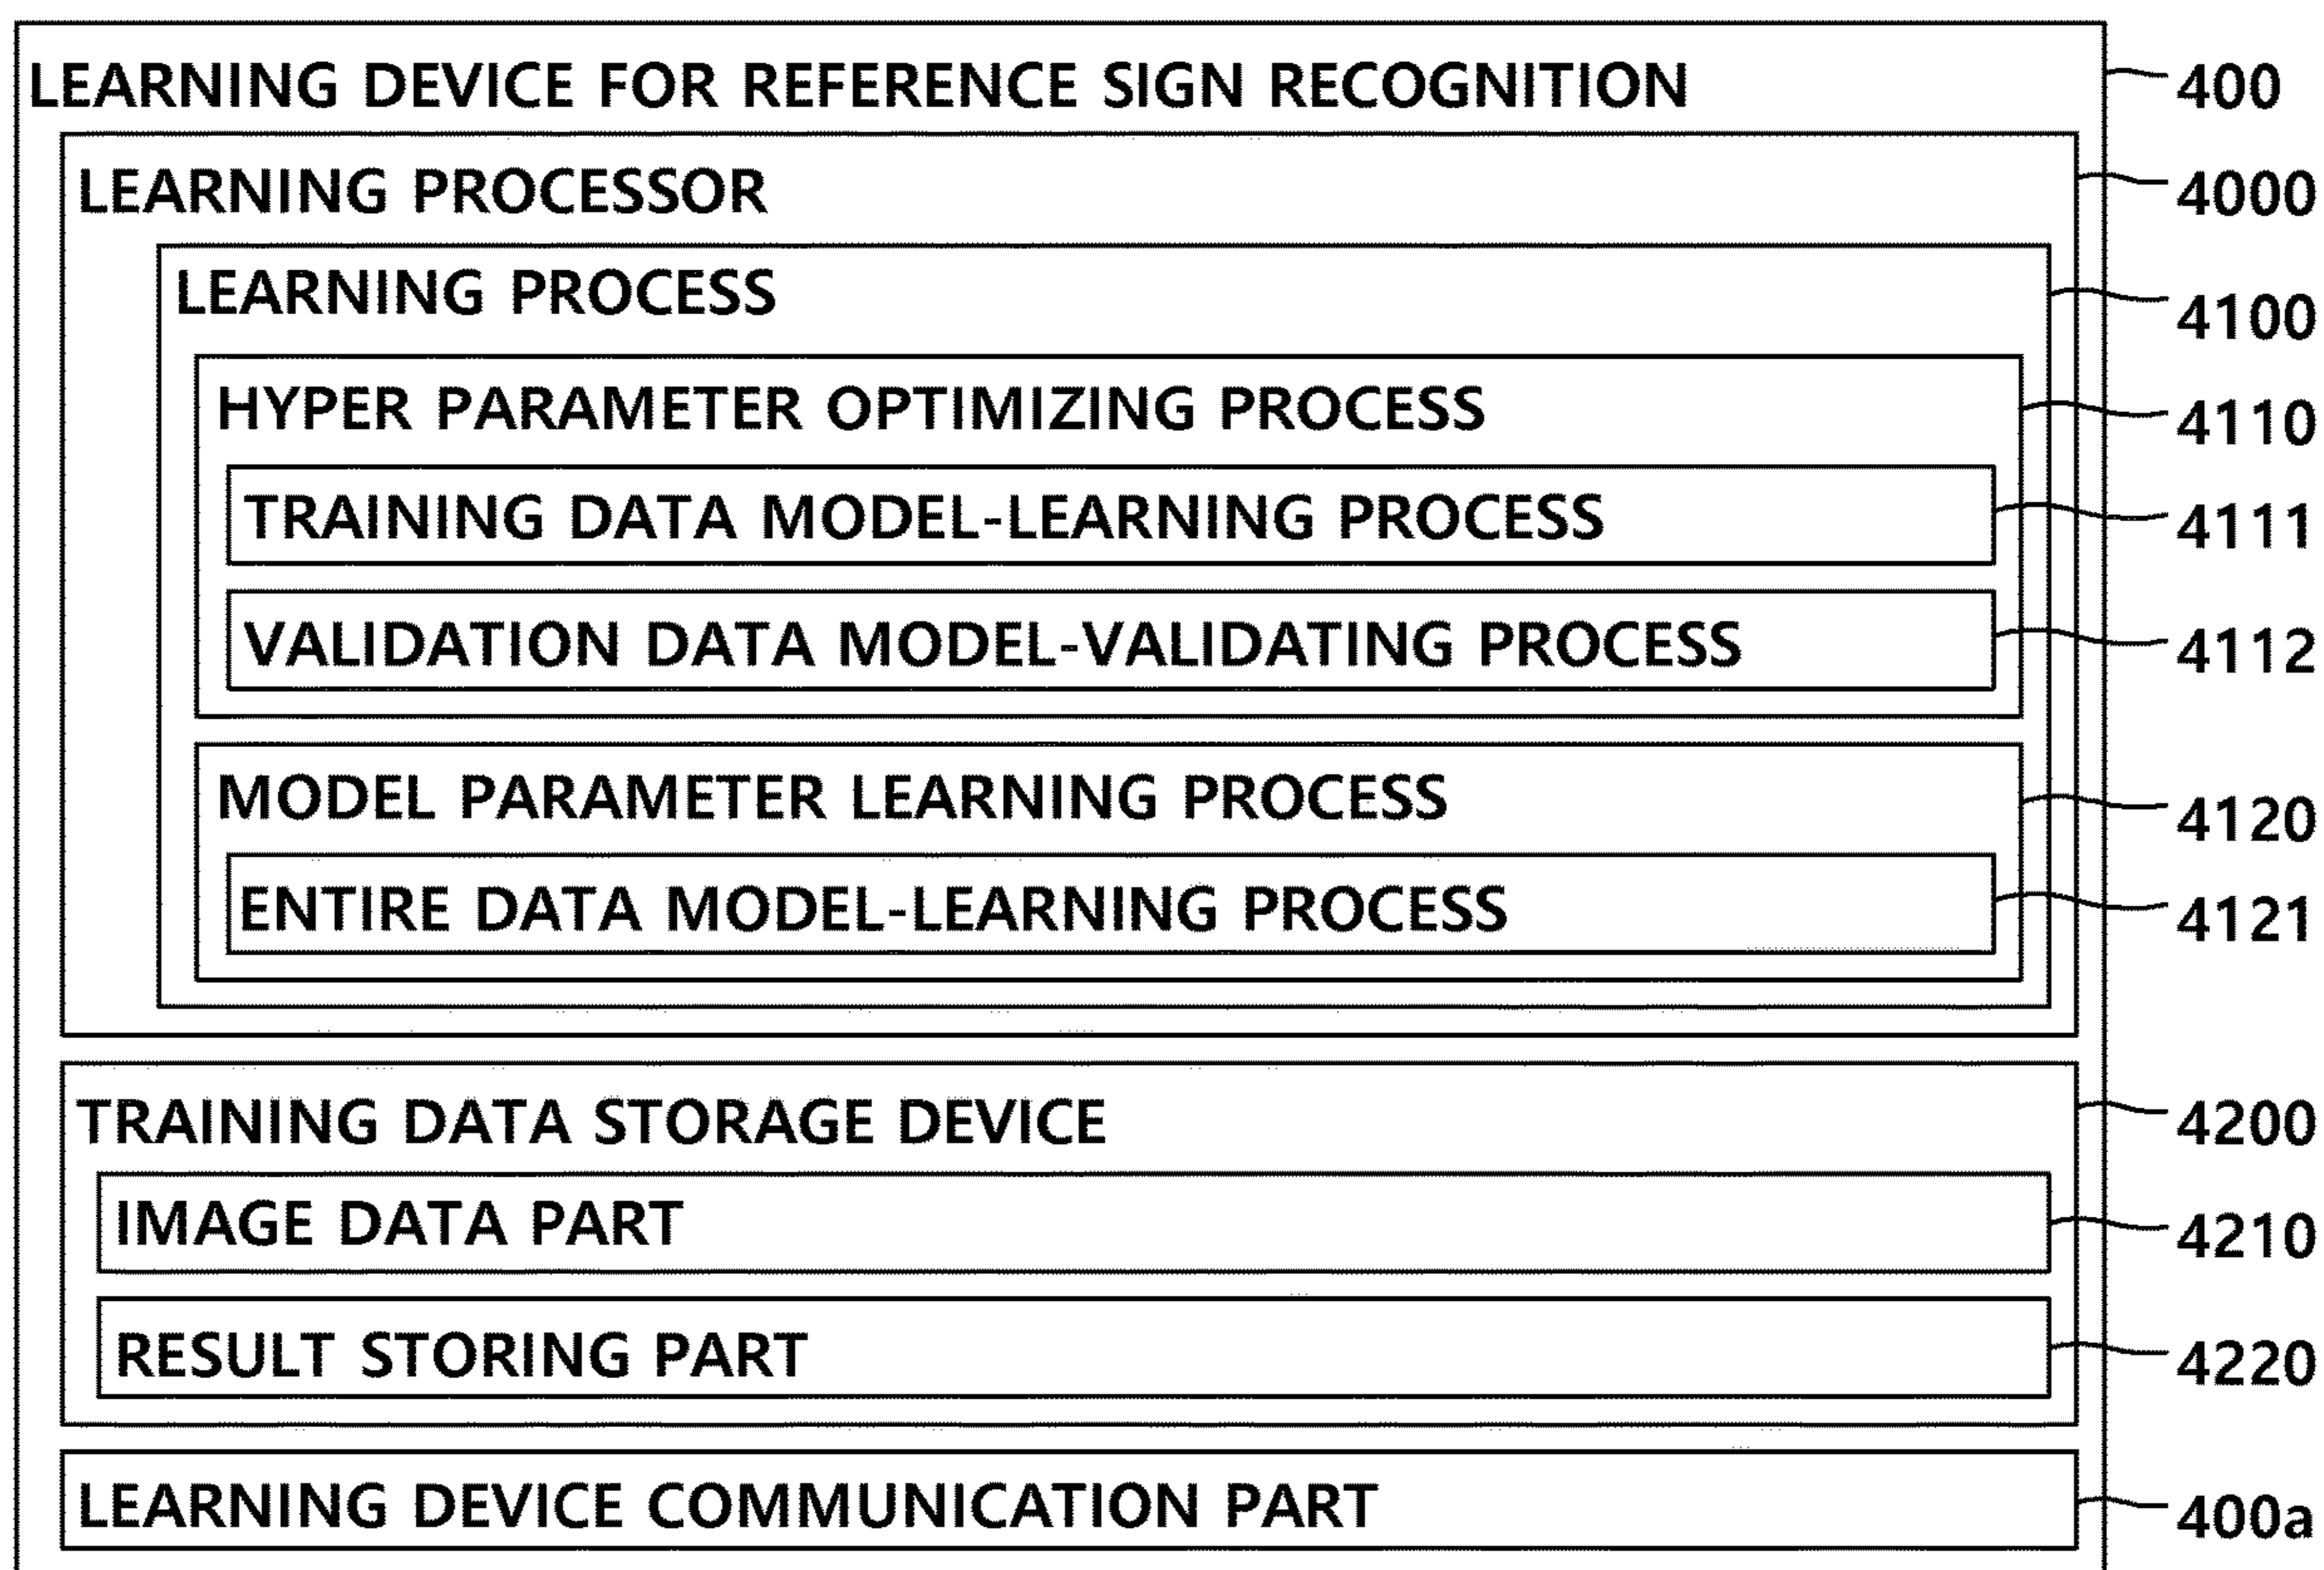 LEARNING DEVICE FOR REFERENCE SIGN RECOGNITION 400
LEARNING PROCESSOR 4000
LEARNING PROCESS 4100
HYPER PARAMETER OPTIMIZING PROCESS 4110
TRAINING DATA MODEL-LEARNING PROCESS 4111
VALIDATION DATA MODEL-VALIDATING PROCESS 4112
MODEL PARAMETER LEARNING PROCESS 4120
ENTIRE DATA MODEL-LEARNING PROCESS 4121
TRAINING DATA STORAGE DEVICE 4200
IMAGE DATA PART 4210
RESULT STORING PART 4220
LEARNING DEVICE COMMUNICATION PART 400a